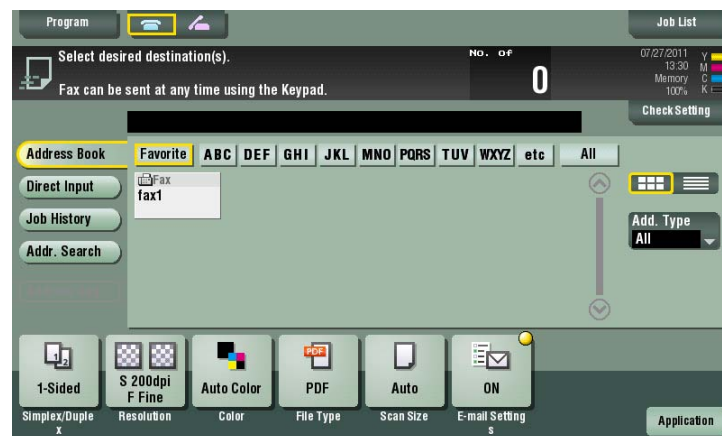 Program
Job List
Select desired destination(s).
No. of
0
Fax can be sent at any time using the Keypad.
07/27/2011
13:30
Memory
100%
Y
M
C
K
Check Setting
Address Book
Favorite
ABC
DEF
GHI
JKL
MNO
PQRS
TUV
WXYZ
etc
All
Direct Input
Fax
fax1
Job History
Add. Type
All
Addr. Search
1 2
1-Sided
S 200dpi
F Fine
Auto Color
PDF
PDF
Auto
ON
Simplex/Duple
x
Resolution
Color
File Type
Scan Size
E-mail Setting
s
Application